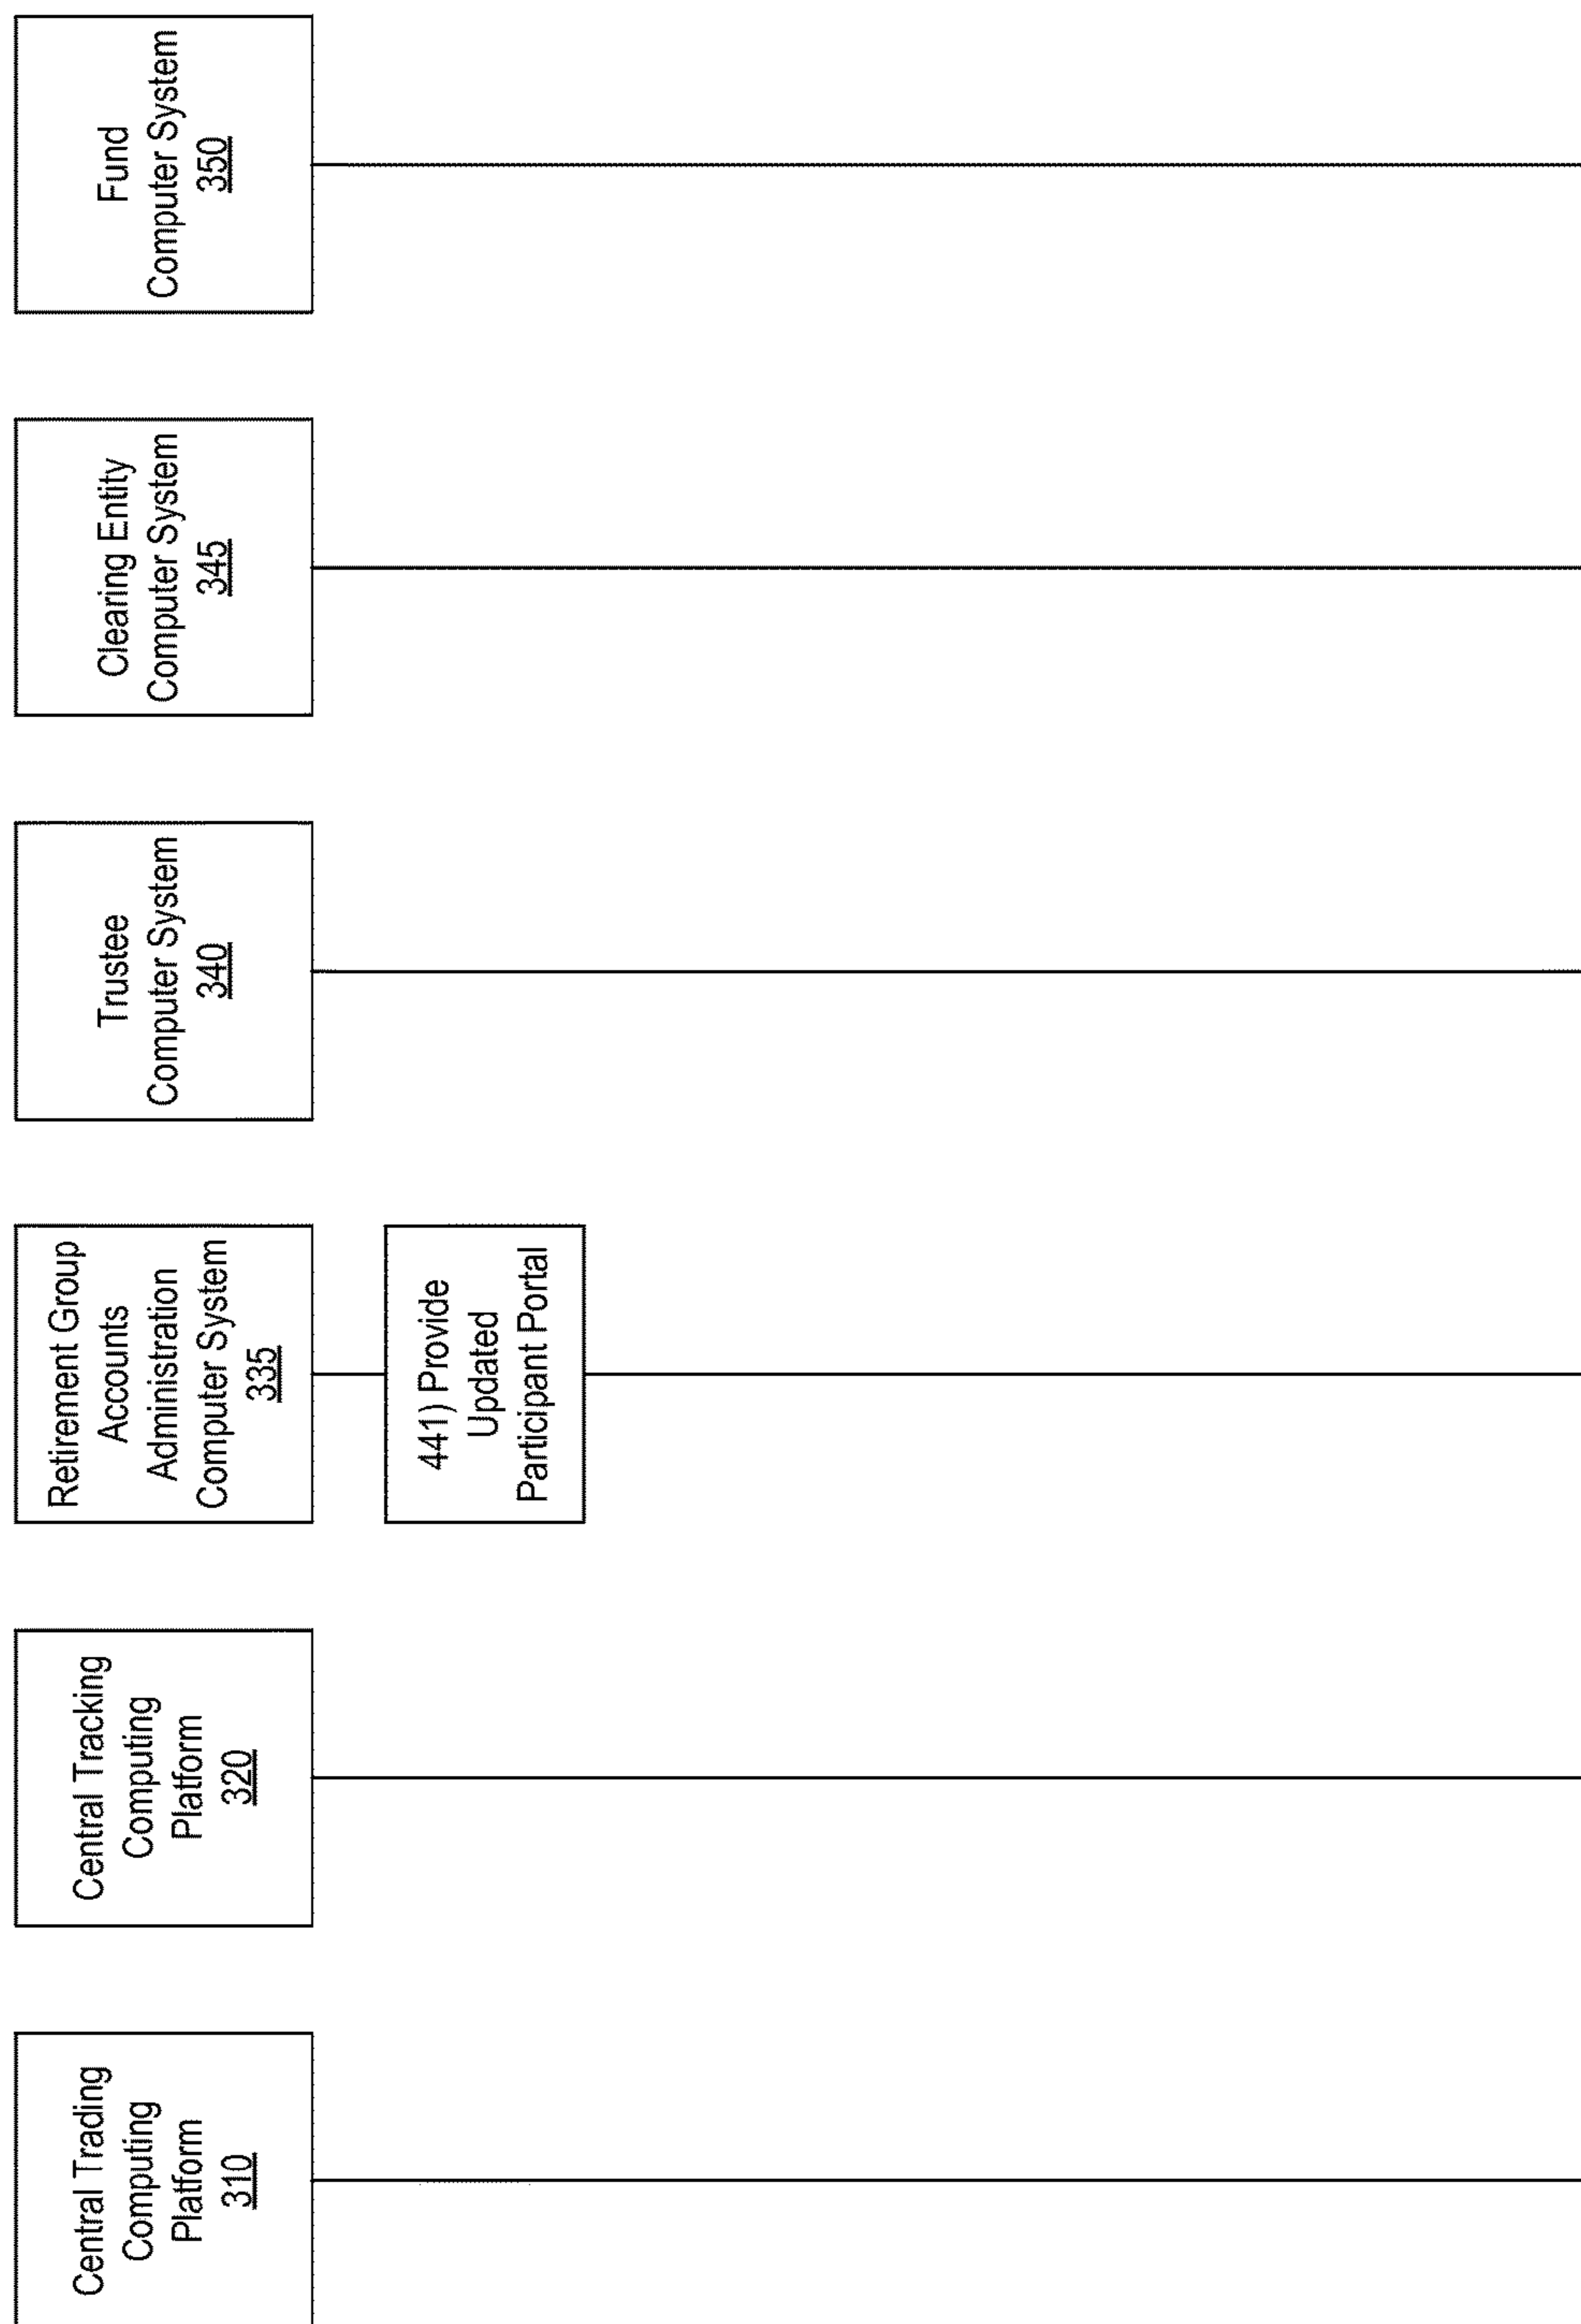 Central Trading
Computing
Platform
310
Central Tracking
Computing
Platform
320
Retirement Group
Accounts
Administration
Computer System
335
Trustee
Computer System
340
Clearing Entity
Computer System
345
Fund
Computer System
350
441) Provide
Updated
Participant Portal